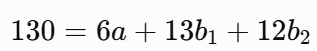 130 = 6a + 13b₁ + 12b₂